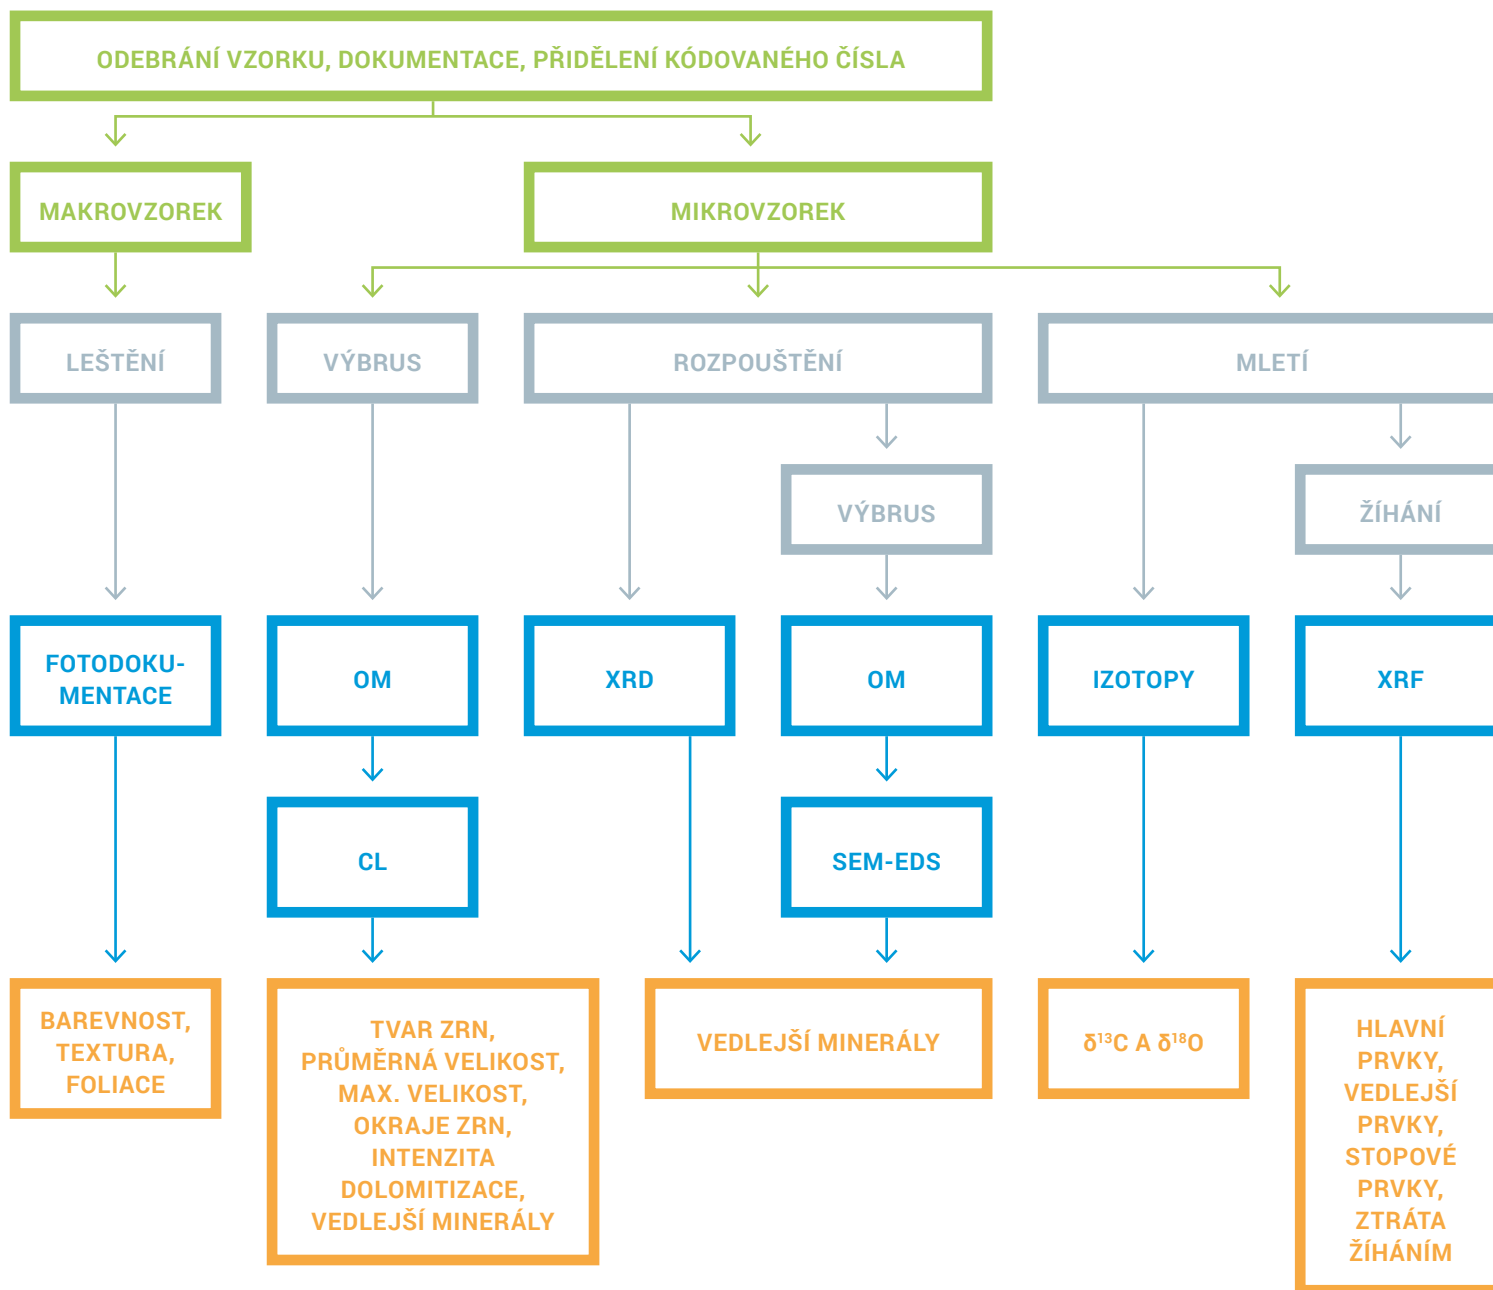 ODEBRÁNÍ VZORKU, DOKUMENTACE, PŘIDĚLENÍ KÓDOVANÉHO ČÍSLA
MAKROVZOREK
MIKROVZOREK
LEŠTĚNÍ
VÝBRUS
ROZPOUŠTĚNÍ
MLETÍ
VÝBRUS
ŽÍHÁNÍ
FOTODOKU-
MENTACE
OM
XRD
OM
IZOTOPY
XRF
CL
SEM-EDS
BAREVNOST,
TEXTURA,
FOLIACE
TVAR ZRN,
PRŮMĚRNÁ VELIKOST,
MAX. VELIKOST,
OKRAJE ZRN,
INTENZITA
DOLOMITIZACE,
VEDLEJŠÍ MINERÁLY
VEDLEJŠÍ MINERÁLY
δ¹³C A δ¹⁸O
HLAVNÍ
PRVKY,
VEDLEJŠÍ
PRVKY,
STOPOVÉ
PRVKY,
ZTRÁTA
ŽÍHÁNÍM